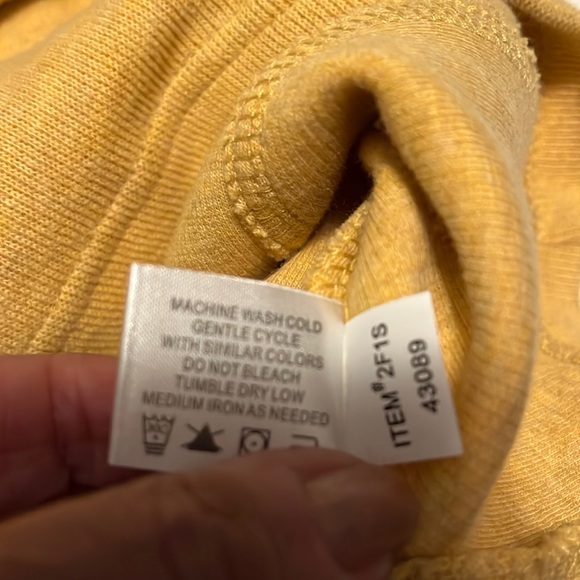 MACHINE WASH COLD
GENTLE CYCLE
WITH SIMILAR COLORS
DO NOT BLEACH
TUMBLE DRY LOW
MEDIUM IRON AS NEEDED
ITEM# 2F1S
43089